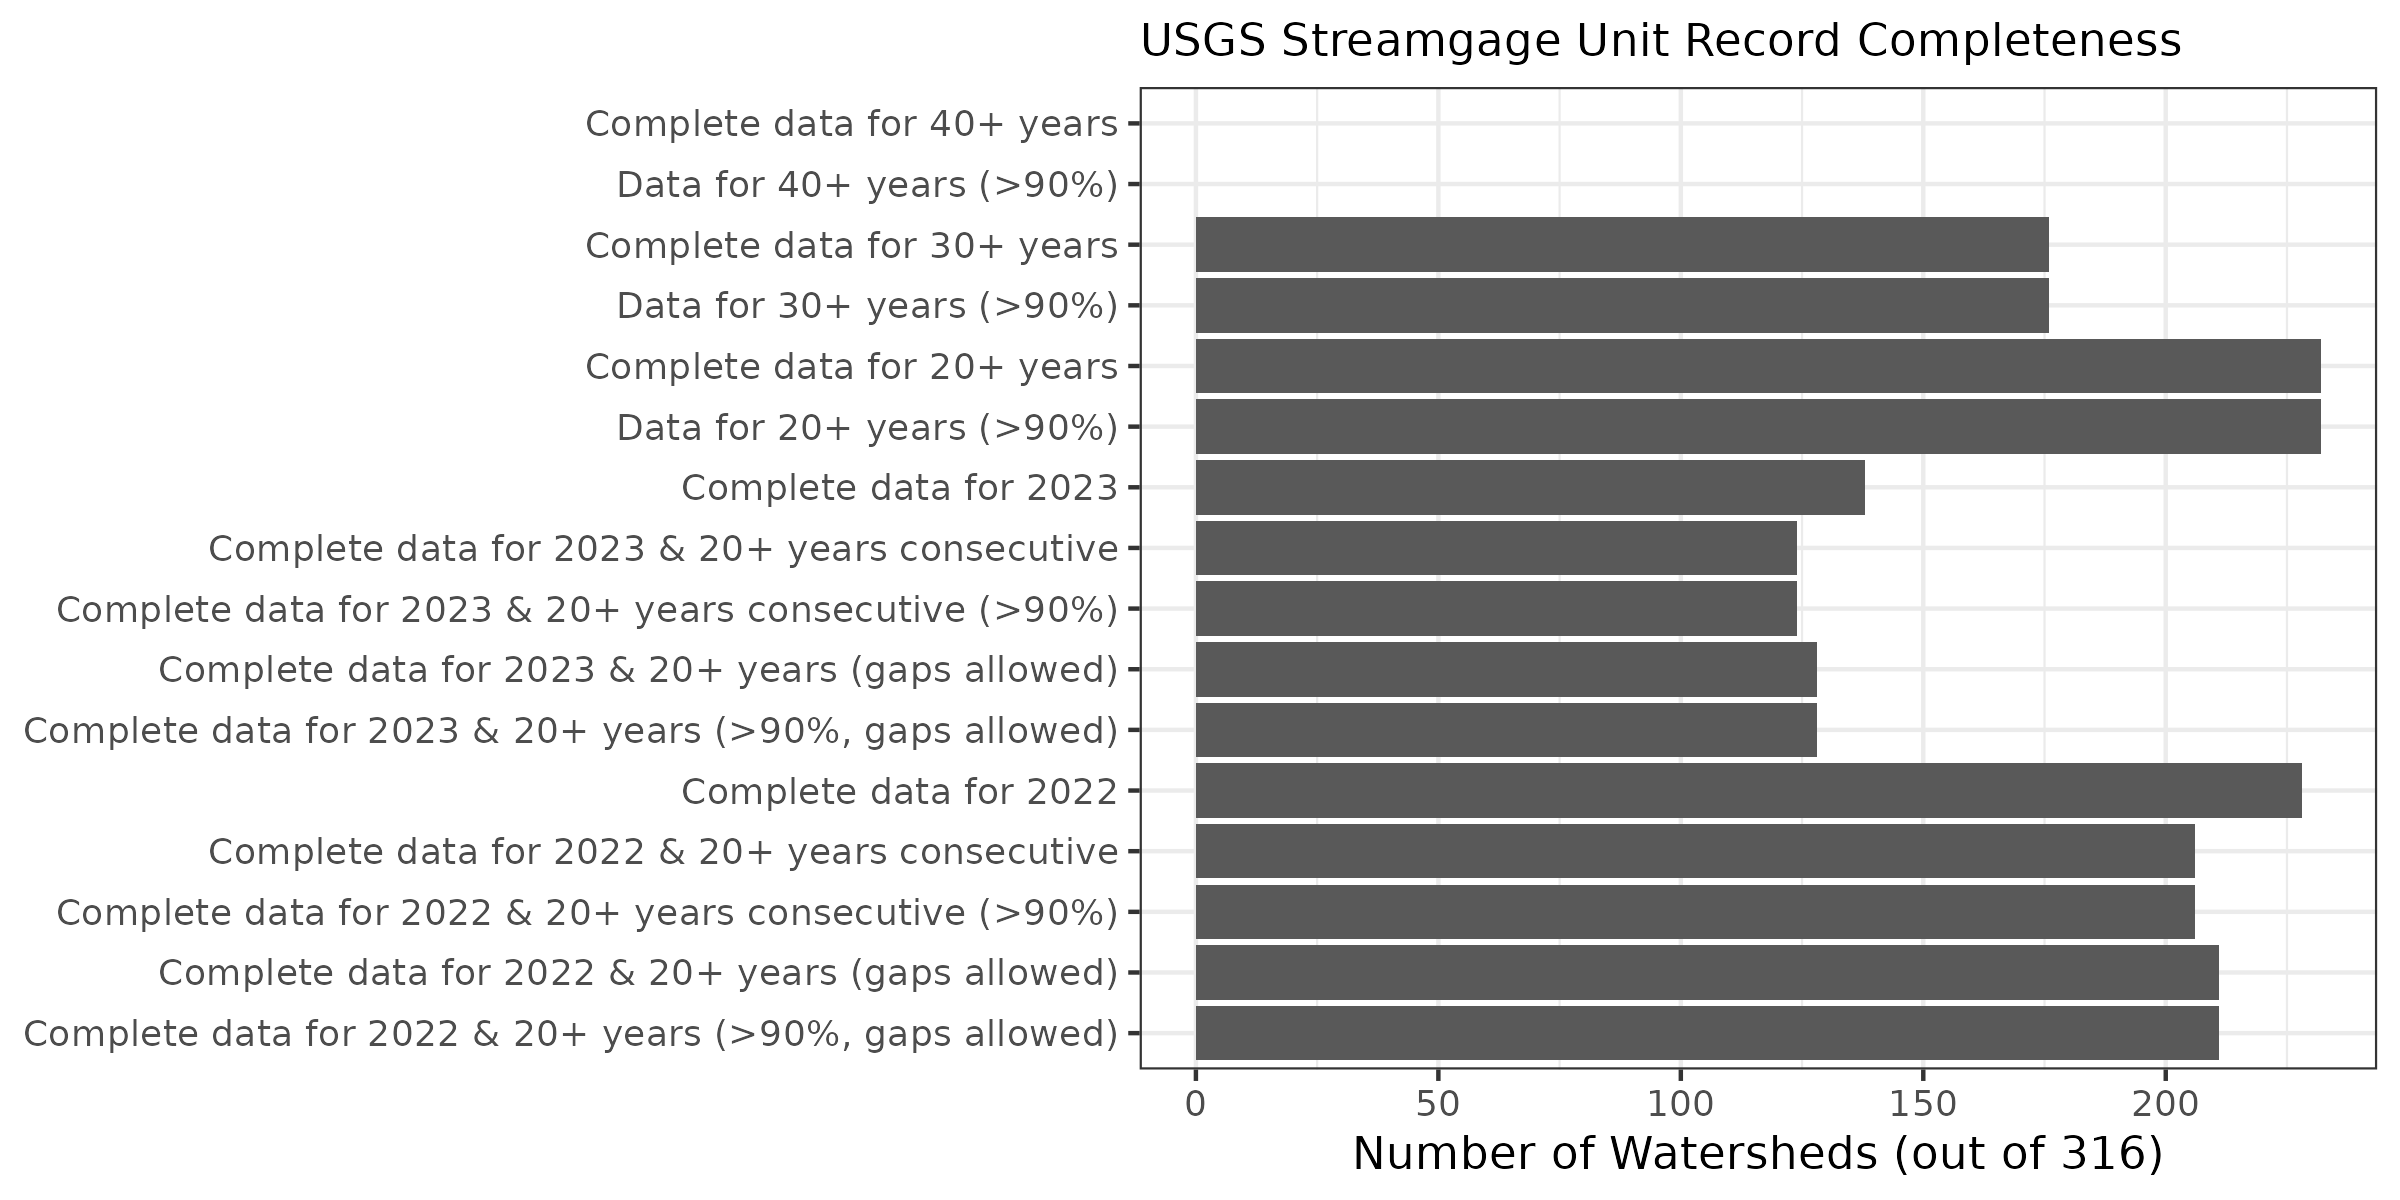 USGS Streamgage Unit Record Completeness
Complete data for 40+ years
Data for 40+ years (>90%)
Complete data for 30+ years
Data for 30+ years (>90%)
Complete data for 20+ years
Data for 20+ years (>90%)
Complete data for 2023
Complete data for 2023 & 20+ years consecutive
Complete data for 2023 & 20+ years consecutive (>90%)
Complete data for 2023 & 20+ years (gaps allowed)
Complete data for 2023 & 20+ years (>90%, gaps allowed)
Complete data for 2022
Complete data for 2022 & 20+ years consecutive
Complete data for 2022 & 20+ years consecutive (>90%)
Complete data for 2022 & 20+ years (gaps allowed)
Complete data for 2022 & 20+ years (>90%, gaps allowed)
0 50 100 150 200
Number of Watersheds (out of 316)